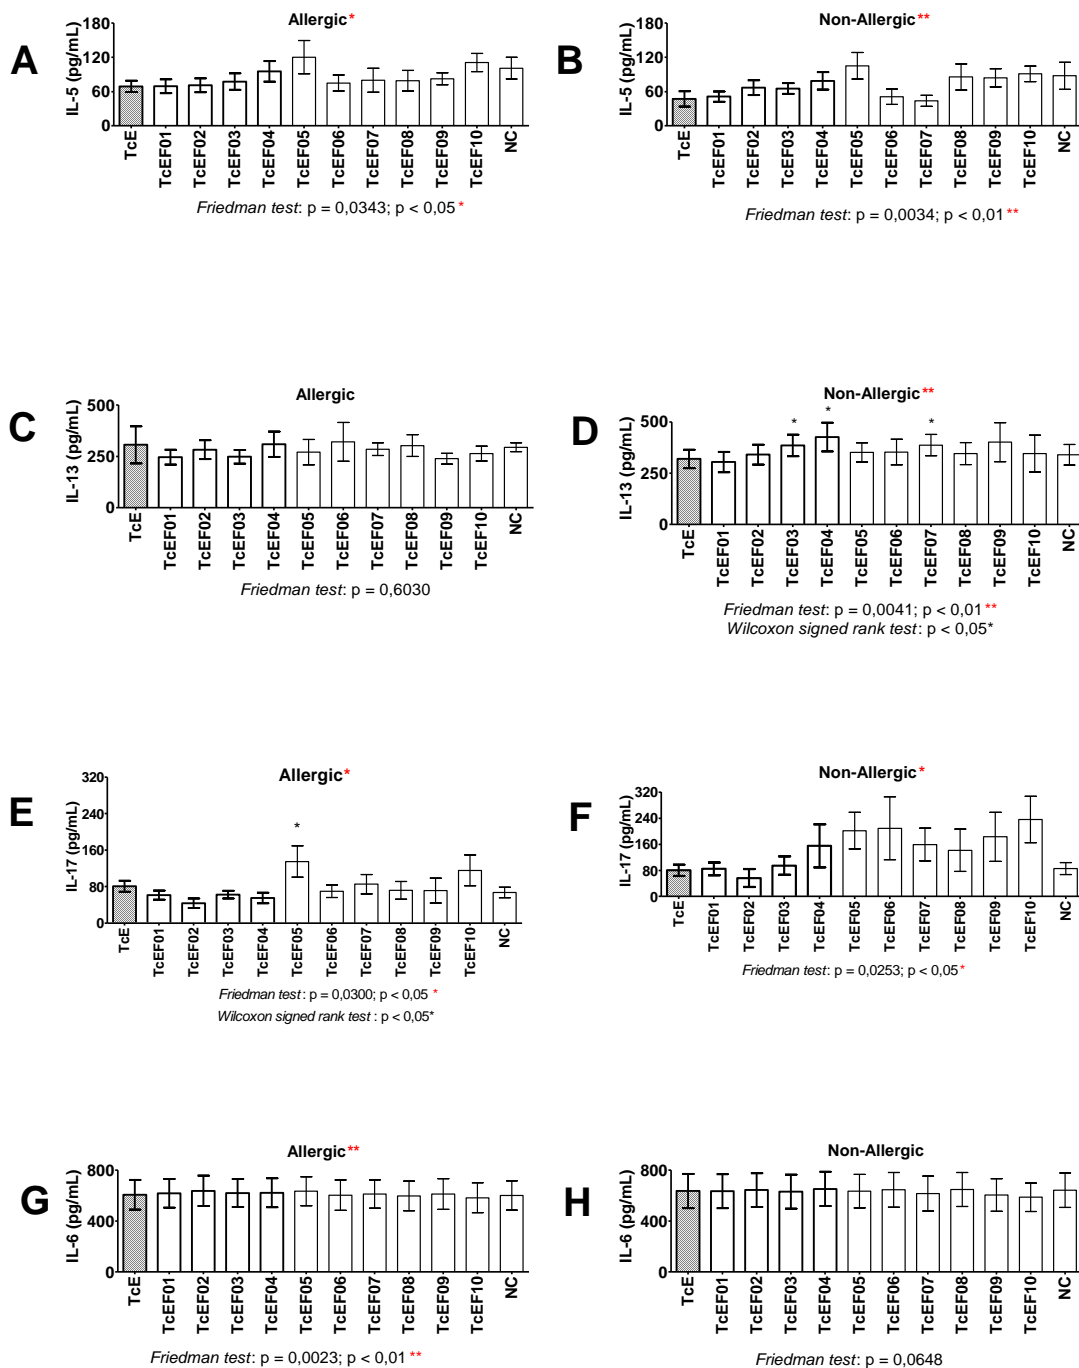 A
Allergic*
IL-5 (pg/mL)
180
120
60
0
TcE
TcEF01
TcEF02
TcEF03
TcEF04
TcEF05
TcEF06
TcEF07
TcEF08
TcEF09
TcEF10
NC
Friedman test: p = 0,0343; p < 0,05 *
B
Non-Allergic**
IL-5 (pg/mL)
180
120
60
0
TcE
TcEF01
TcEF02
TcEF03
TcEF04
TcEF05
TcEF06
TcEF07
TcEF08
TcEF09
TcEF10
NC
Friedman test: p = 0,0034; p < 0,01 **
C
Allergic
IL-13 (pg/mL)
500
250
0
TcE
TcEF01
TcEF02
TcEF03
TcEF04
TcEF05
TcEF06
TcEF07
TcEF08
TcEF09
TcEF10
NC
Friedman test: p = 0,6030
D
Non-Allergic**
IL-13 (pg/mL)
500
250
0
* * *
TcE
TcEF01
TcEF02
TcEF03
TcEF04
TcEF05
TcEF06
TcEF07
TcEF08
TcEF09
TcEF10
NC
Friedman test: p = 0,0041; p < 0,01 **
Wilcoxon signed rank test: p < 0,05*
E
Allergic*
IL-17 (pg/mL)
320
240
160
80
0
*
TcE
TcEF01
TcEF02
TcEF03
TcEF04
TcEF05
TcEF06
TcEF07
TcEF08
TcEF09
TcEF10
NC
Friedman test: p = 0,0300; p < 0,05 *
Wilcoxon signed rank test : p < 0,05*
F
Non-Allergic*
IL-17 (pg/mL)
320
240
160
80
0
TcE
TcEF01
TcEF02
TcEF03
TcEF04
TcEF05
TcEF06
TcEF07
TcEF08
TcEF09
TcEF10
NC
Friedman test: p = 0,0253; p < 0,05 *
G
Allergic**
IL-6 (pg/mL)
800
400
0
TcE
TcEF01
TcEF02
TcEF03
TcEF04
TcEF05
TcEF06
TcEF07
TcEF08
TcEF09
TcEF10
NC
Friedman test: p = 0,0023; p < 0,01 **
H
Non-Allergic
IL-6 (pg/mL)
800
400
0
TcE
TcEF01
TcEF02
TcEF03
TcEF04
TcEF05
TcEF06
TcEF07
TcEF08
TcEF09
TcEF10
NC
Friedman test: p = 0,0648